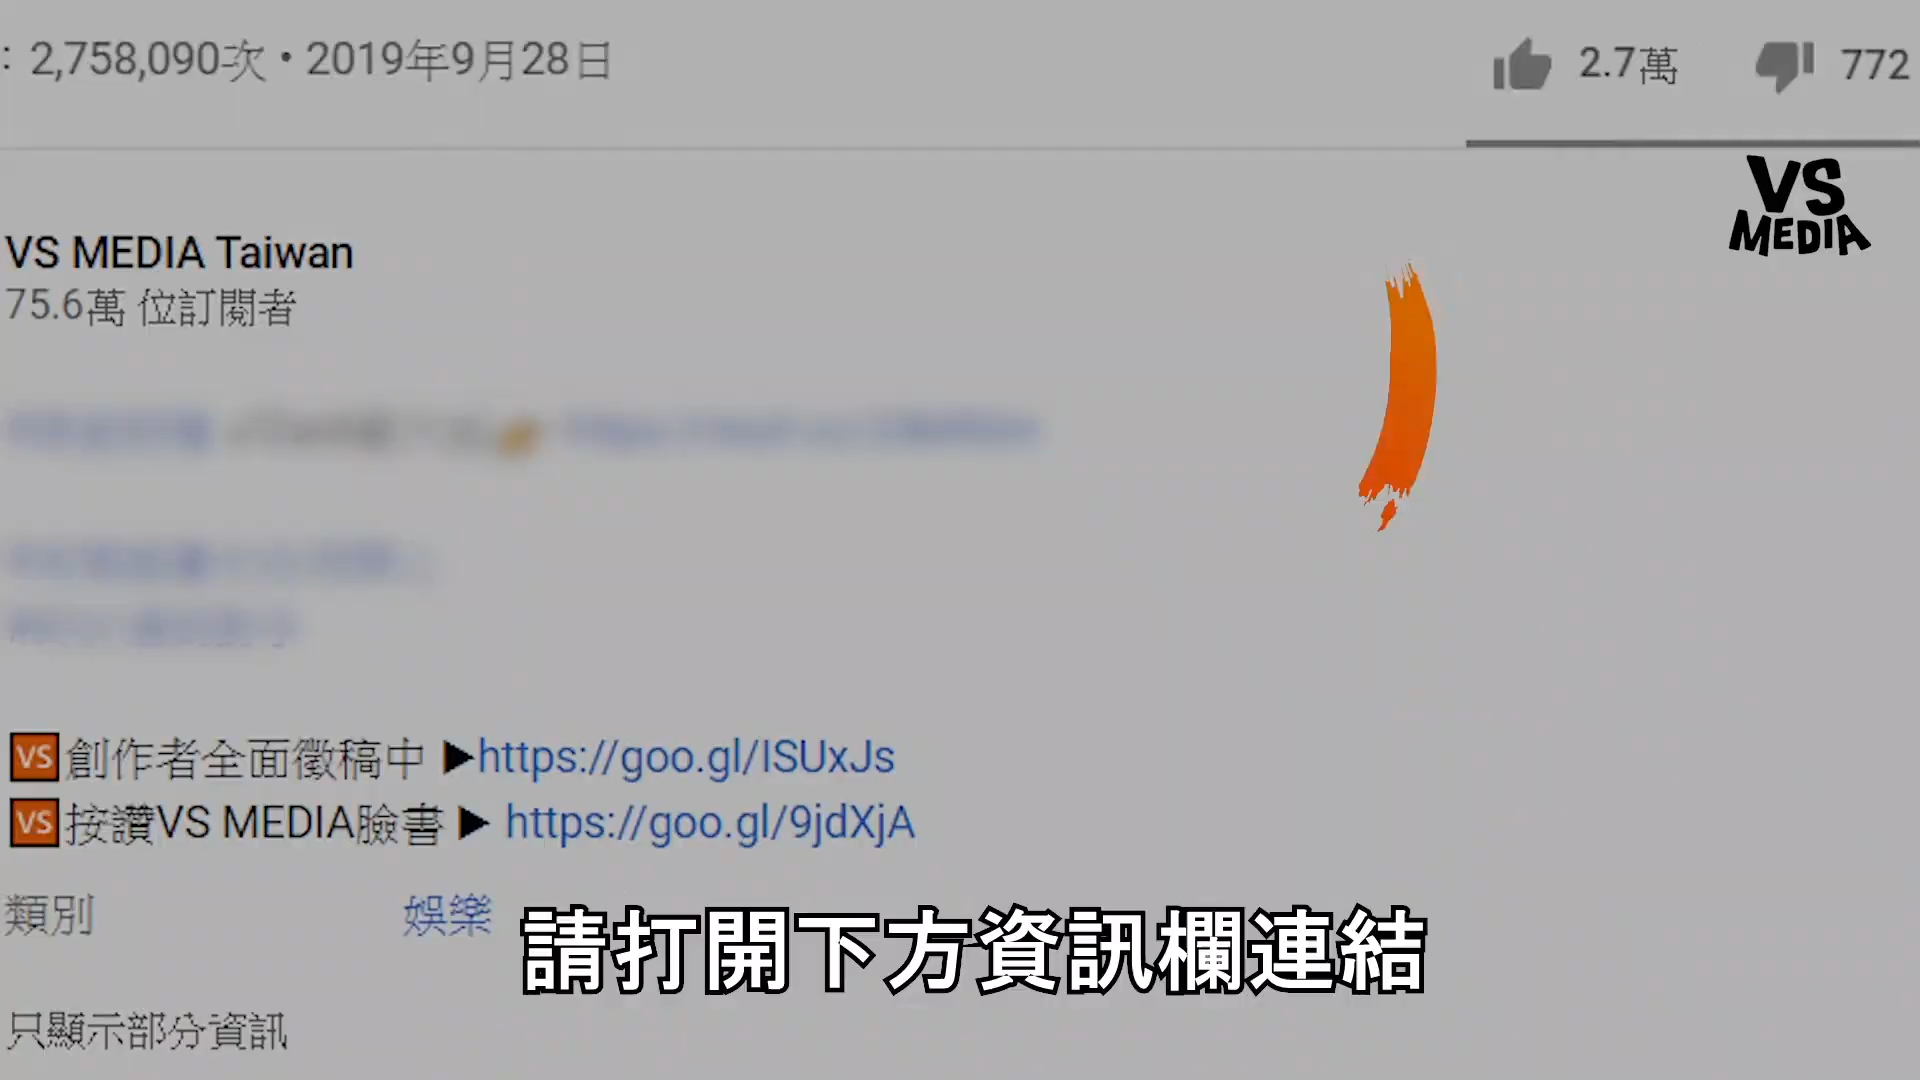 : 2,758,090次 • 2019年9月28日
2.7萬
772
VS MEDIA
VS MEDIA Taiwan
75.6萬 位訂閱者
VS 創作者全面徵稿中 ▶https://goo.gl/ISUxJs
VS 按讚VS MEDIA臉書 ▶ https://goo.gl/9jdXjA
類別 娛樂
請打開下方資訊欄連結
只顯示部分資訊